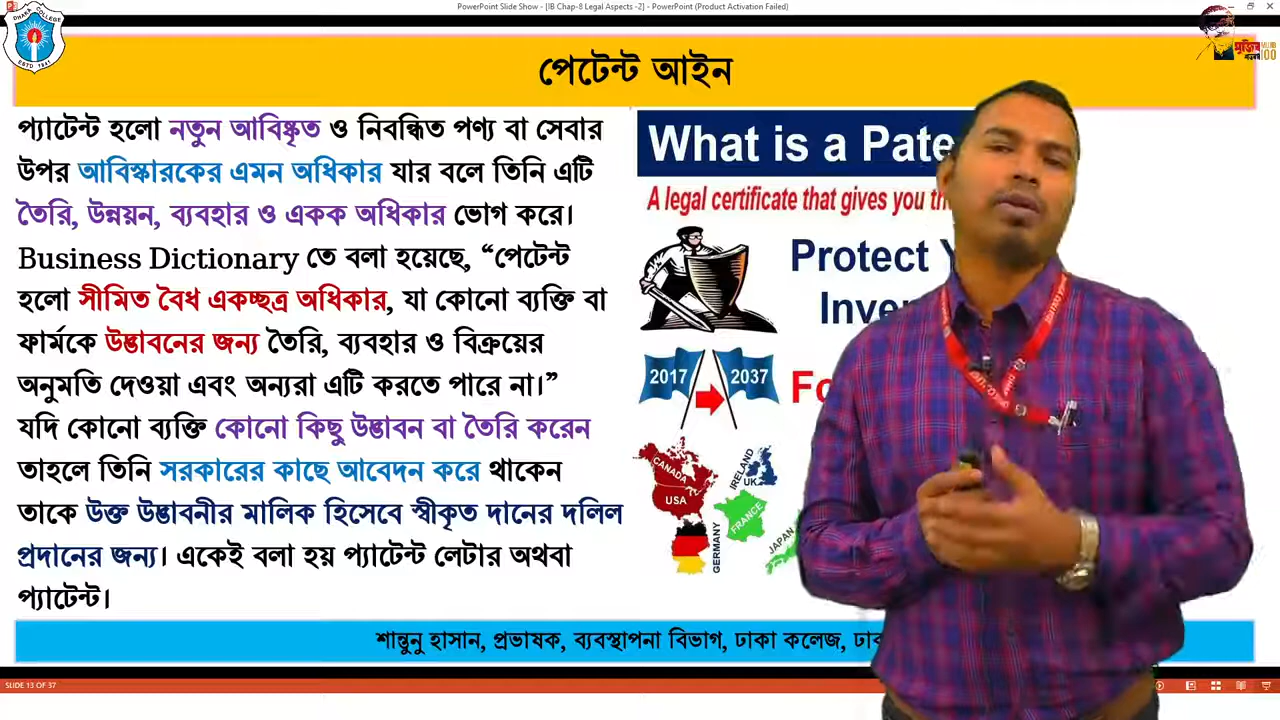 PowerPoint Slide Show - [IB Chap-8 Legal Aspects -2] - PowerPoint (Product Activation Failed)
DHAKA COLLEGE
ESTD 1841
পেটেন্ট আইন
প্যাটেন্ট হলো নতুন আবিষ্কৃত ও নিবন্ধিত পণ্য বা সেবার
উপর আবিস্কারকের এমন অধিকার যার বলে তিনি এটি
তৈরি, উন্নয়ন, ব্যবহার ও একক অধিকার ভোগ করে।
Business Dictionary তে বলা হয়েছে, “পেটেন্ট
হলো সীমিত বৈধ একচ্ছত্র অধিকার, যা কোনো ব্যক্তি বা
ফার্মকে উদ্ভাবনের জন্য তৈরি, ব্যবহার ও বিক্রয়ের
অনুমতি দেওয়া এবং অন্যরা এটি করতে পারে না।”
যদি কোনো ব্যক্তি কোনো কিছু উদ্ভাবন বা তৈরি করেন
তাহলে তিনি সরকারের কাছে আবেদন করে থাকেন
তাকে উক্ত উদ্ভাবনীর মালিক হিসেবে স্বীকৃত দানের দলিল
প্রদানের জন্য। একেই বলা হয় প্যাটেন্ট লেটার অথবা
প্যাটেন্ট।
What is a Pate
A legal certificate that gives you th
Protect Y
Inven
2017
2037
Fo
CANADA
USA
IRELAND
UK
FRANCE
GERMANY
JAPAN
শান্তুনু হাসান, প্রভাষক, ব্যবস্থাপনা বিভাগ, ঢাকা কলেজ, ঢাকা
SLIDE 13 OF 37